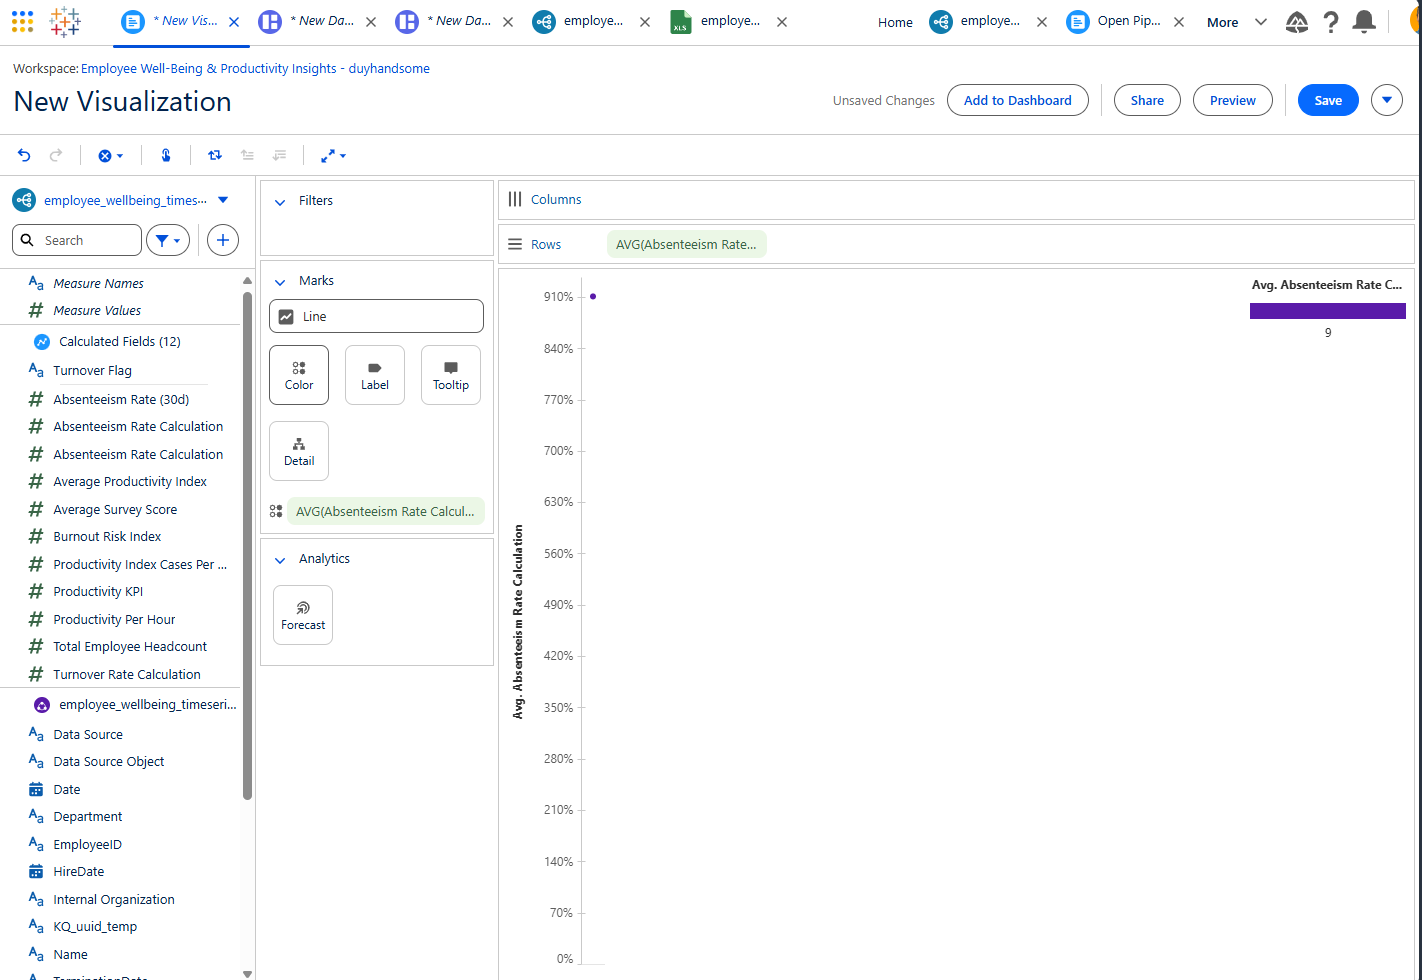 * New Vis...
* New Da...
* New Da...
employe...
employe...
Home
employe...
Open Pip...
More
XLS
Workspace: Employee Well-Being & Productivity Insights - duyhandsome
New Visualization
Unsaved Changes
Add to Dashboard
Share
Preview
Save
employee_wellbeing_times...
Search
Measure Names
Measure Values
Calculated Fields (12)
Turnover Flag
Absenteeism Rate (30d)
Absenteeism Rate Calculation
Absenteeism Rate Calculation
Average Productivity Index
Average Survey Score
Burnout Risk Index
Productivity Index Cases Per ...
Productivity KPI
Productivity Per Hour
Total Employee Headcount
Turnover Rate Calculation
employee_wellbeing_timeseri...
Data Source
Data Source Object
Date
Department
EmployeeID
HireDate
Internal Organization
KQ_uuid_temp
Name
TerminationDate
Filters
Marks
Line
Color
Label
Tooltip
Detail
AVG(Absenteeism Rate Calcul...
Analytics
Forecast
Columns
Rows
AVG(Absenteeism Rate...
Avg. Absenteeism Rate Calculation
910%
840%
770%
700%
630%
560%
490%
420%
350%
280%
210%
140%
70%
0%
Avg. Absenteeism Rate C...
9